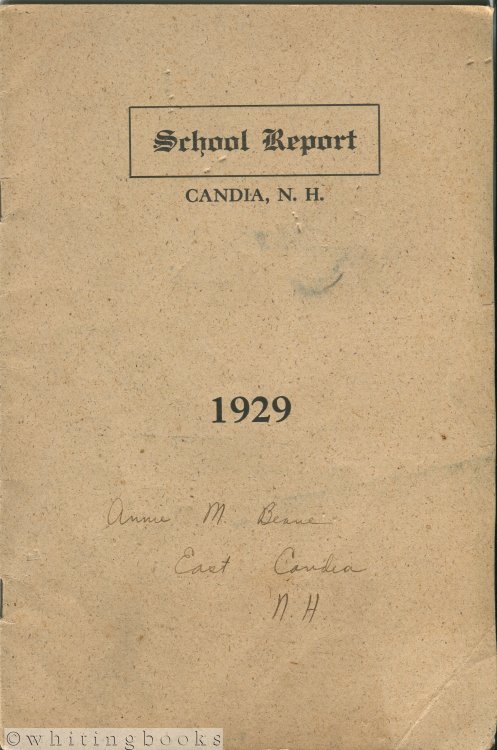 School Report
CANDIA, N. H.
1929
Annie M. Beane
East Candia
N.H.
©whitingbooks